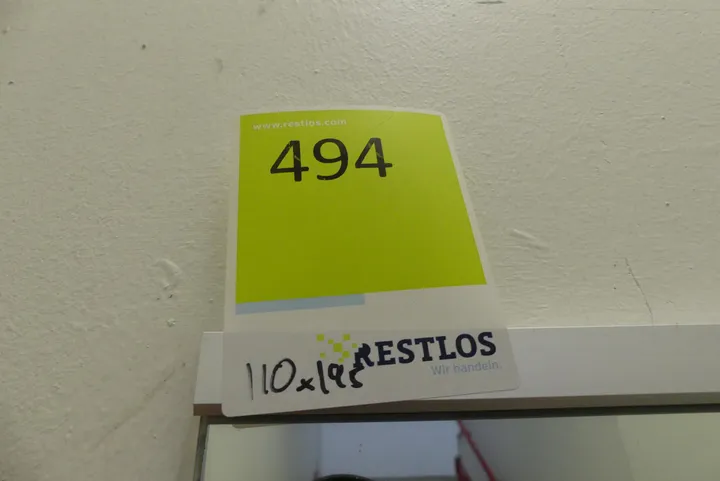 www.restlos.com
494
RESTLOS
Wir handeln.
110x195